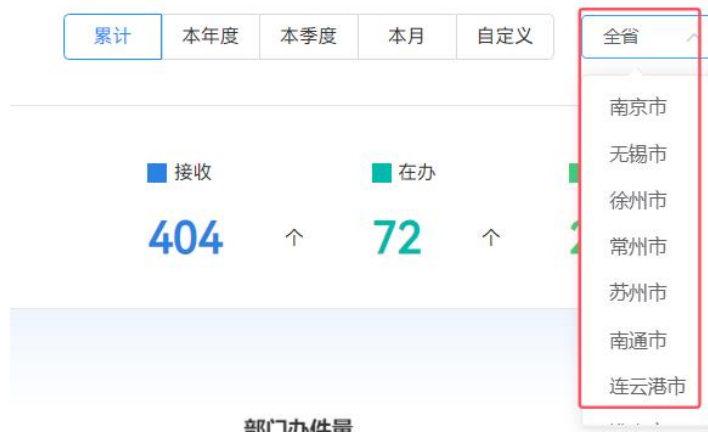 累计 本年度 本季度 本月 自定义 全省
南京市
无锡市
徐州市
常州市
苏州市
南通市
连云港市
接收 在办
404 个 72 个
部门办件量